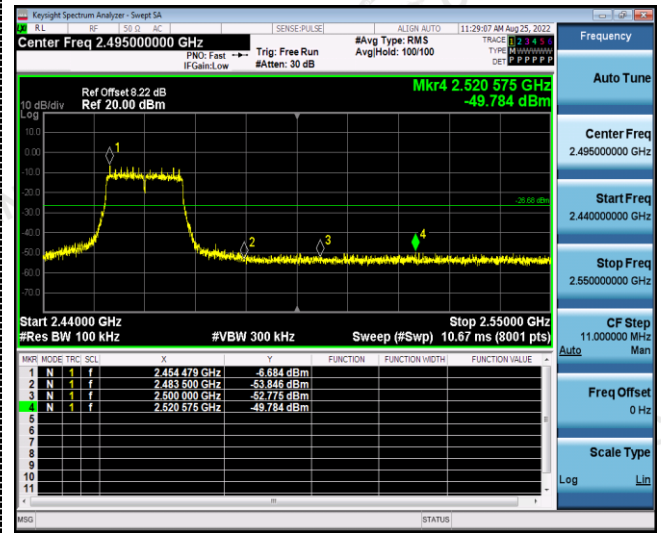 Keysight Spectrum Analyzer - Swept SA
RL RF 50 Ω AC SENSE:PULSE ALIGN AUTO 11:29:07 AM Aug 25, 2022
Center Freq 2.495000000 GHz
PNO: Fast
IFGain:Low
Trig: Free Run
#Atten: 30 dB
#Avg Type: RMS
Avg|Hold: 100/100
TRACE 1 2 3 4 5 6
TYPE M WWWWW
DET P P P P P P
Frequency
Mkr4 2.520 575 GHz
-49.784 dBm
Ref Offset 8.22 dB
Ref 20.00 dBm
10 dB/div
Log
10.0
0.00
-10.0
-20.0
-30.0
-40.0
-50.0
-60.0
-70.0
1
2
3
4
-26.68 dBm
Start 2.44000 GHz Stop 2.55000 GHz
#Res BW 100 kHz #VBW 300 kHz Sweep (#Swp) 10.67 ms (8001 pts)
MKR MODE TRC SCL X Y FUNCTION FUNCTION WIDTH FUNCTION VALUE
1 N 1 f 2.454 479 GHz -6.684 dBm
2 N 1 f 2.483 500 GHz -53.846 dBm
3 N 1 f 2.500 000 GHz -52.775 dBm
4 N 1 f 2.520 575 GHz -49.784 dBm
5
6
7
8
9
10
11
MSG STATUS
Auto Tune
Center Freq
2.495000000 GHz
Start Freq
2.440000000 GHz
Stop Freq
2.550000000 GHz
CF Step
11.000000 MHz
Auto Man
Freq Offset
0 Hz
Scale Type
Log Lin